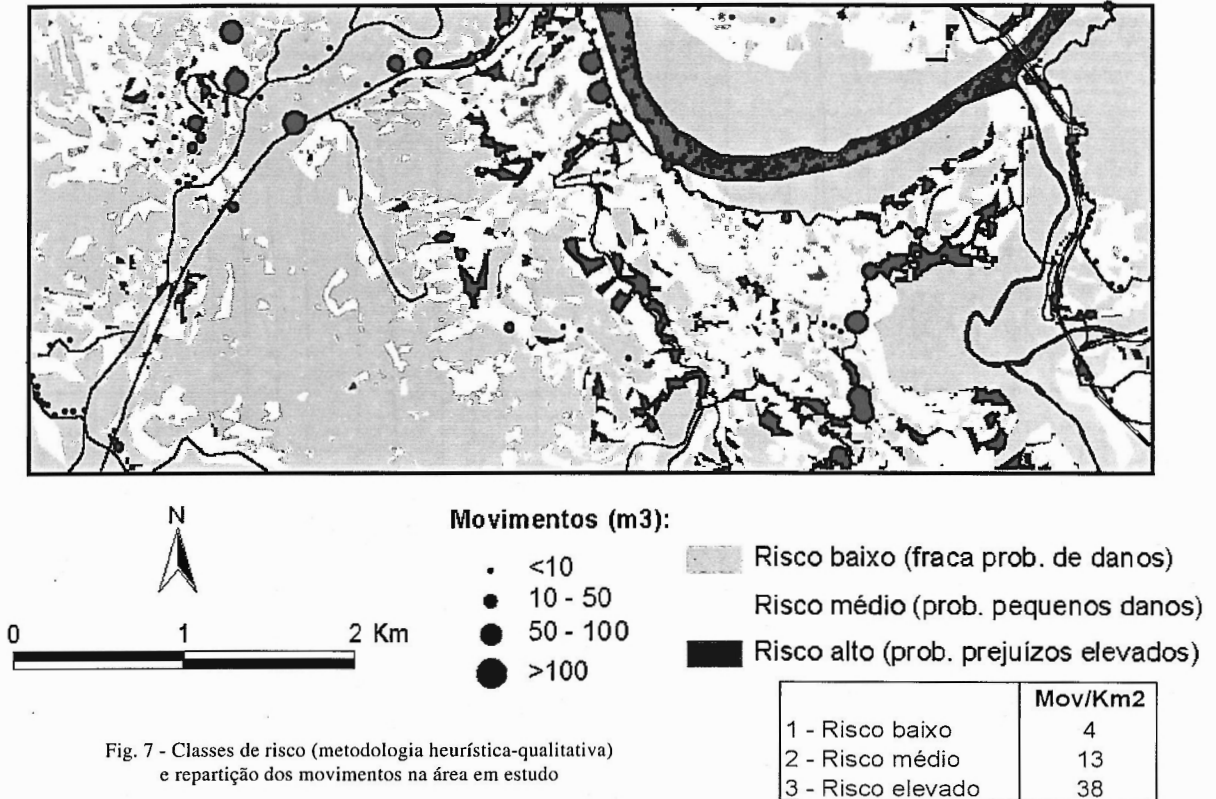 N
0 1 2 Km
Movimentos (m3):
<10
10 - 50
50 - 100
>100
Risco baixo (fraca prob. de danos)
Risco médio (prob. pequenos danos)
Risco alto (prob. prejuízos elevados)
Mov/Km2
1 - Risco baixo 4
2 - Risco médio 13
3 - Risco elevado 38
Fig. 7 - Classes de risco (metodologia heurística-qualitativa)
e repartição dos movimentos na área em estudo